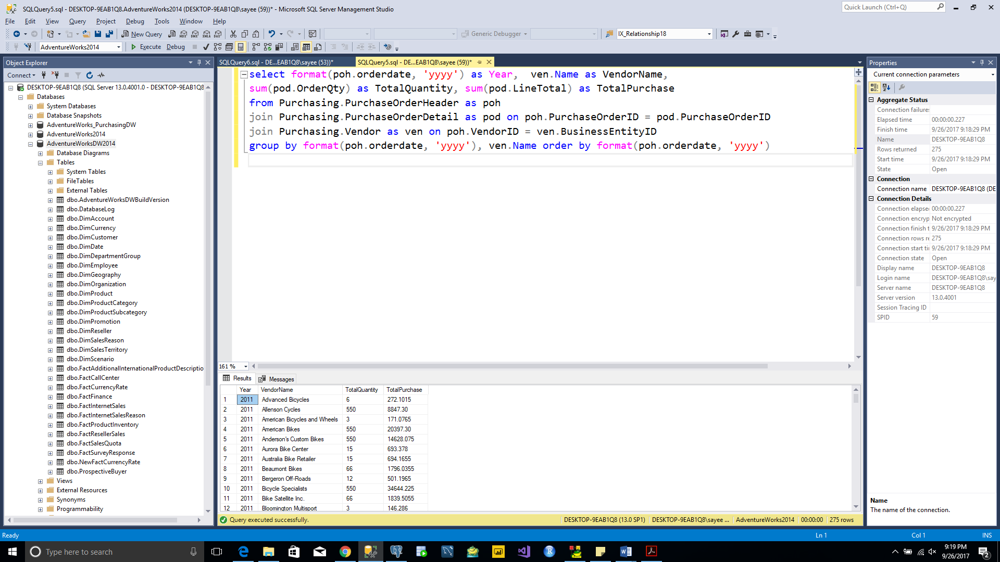 SQLQuery5.sql - DESKTOP-9EAB1Q8.AdventureWorks2014 (DESKTOP-9EAB1Q8\sayee (59))* - Microsoft SQL Server Management Studio
Quick Launch (Ctrl+Q)
File Edit View Query Project Debug Tools Window Help
New Query
MDX DMX XMLA DAX
Generic Debugger
IX_Relationship18
AdventureWorks2014
Execute Debug
Object Explorer
Connect
DESKTOP-9EAB1Q8 (SQL Server 13.0.4001.0 - DESKTOP-9EAB1Q8
Databases
System Databases
Database Snapshots
AdventureWorks_PurchasingDW
AdventureWorks2014
AdventureWorksDW2014
Database Diagrams
Tables
System Tables
FileTables
External Tables
dbo.AdventureWorksDWBuildVersion
dbo.DatabaseLog
dbo.DimAccount
dbo.DimCurrency
dbo.DimCustomer
dbo.DimDate
dbo.DimDepartmentGroup
dbo.DimEmployee
dbo.DimGeography
dbo.DimOrganization
dbo.DimProduct
dbo.DimProductCategory
dbo.DimProductSubcategory
dbo.DimPromotion
dbo.DimReseller
dbo.DimSalesReason
dbo.DimSalesTerritory
dbo.DimScenario
dbo.FactAdditionalInternationalProductDescriptio
dbo.FactCallCenter
dbo.FactCurrencyRate
dbo.FactFinance
dbo.FactInternetSales
dbo.FactInternetSalesReason
dbo.FactProductInventory
dbo.FactResellerSales
dbo.FactSalesQuota
dbo.FactSurveyResponse
dbo.NewFactCurrencyRate
dbo.ProspectiveBuyer
Views
External Resources
Synonyms
Programmability
SQLQuery6.sql - DE...EAB1Q8\sayee (53))*
SQLQuery5.sql - DE...EAB1Q8\sayee (59))*
select format(poh.orderdate, 'yyyy') as Year,  ven.Name as VendorName,
sum(pod.OrderQty) as TotalQuantity, sum(pod.LineTotal) as TotalPurchase
from Purchasing.PurchaseOrderHeader as poh
join Purchasing.PurchaseOrderDetail as pod on poh.PurchaseOrderID = pod.PurchaseOrderID
join Purchasing.Vendor as ven on poh.VendorID = ven.BusinessEntityID
group by format(poh.orderdate, 'yyyy'), ven.Name order by format(poh.orderdate, 'yyyy')
161 %
Results Messages
Year VendorName TotalQuantity TotalPurchase
1 2011 Advanced Bicycles 6 272.1015
2 2011 Allenson Cycles 550 8847.30
3 2011 American Bicycles and Wheels 3 171.0765
4 2011 American Bikes 550 20397.30
5 2011 Anderson's Custom Bikes 550 14628.075
6 2011 Aurora Bike Center 15 693.378
7 2011 Australia Bike Retailer 15 694.1655
8 2011 Beaumont Bikes 66 1796.0355
9 2011 Bergeron Off-Roads 12 501.1965
10 2011 Bicycle Specialists 550 34644.225
11 2011 Bike Satellite Inc. 66 1839.5055
12 2011 Bloomington Multisport 3 146.286
Query executed successfully.
DESKTOP-9EAB1Q8 (13.0 SP1) DESKTOP-9EAB1Q8\sayee ... AdventureWorks2014 00:00:00 275 rows
Properties
Current connection parameters
Aggregate Status
Connection failures
Elapsed time 00:00:00.227
Finish time 9/26/2017 9:18:29 PM
Name DESKTOP-9EAB1Q8
Rows returned 275
Start time 9/26/2017 9:18:29 PM
State Open
Connection
Connection name DESKTOP-9EAB1Q8 (DE
Connection Details
Connection elapse 00:00:00.227
Connection encryp Not encrypted
Connection finish t 9/26/2017 9:18:29 PM
Connection rows re 275
Connection start ti 9/26/2017 9:18:29 PM
Connection state Open
Display name DESKTOP-9EAB1Q8
Login name DESKTOP-9EAB1Q8\say
Server name DESKTOP-9EAB1Q8
Server version 13.0.4001
Session Tracing ID
SPID 59
Name
The name of the connection.
Ready
Ln 1 Col 1 INS
Type here to search
9:19 PM
9/26/2017
2